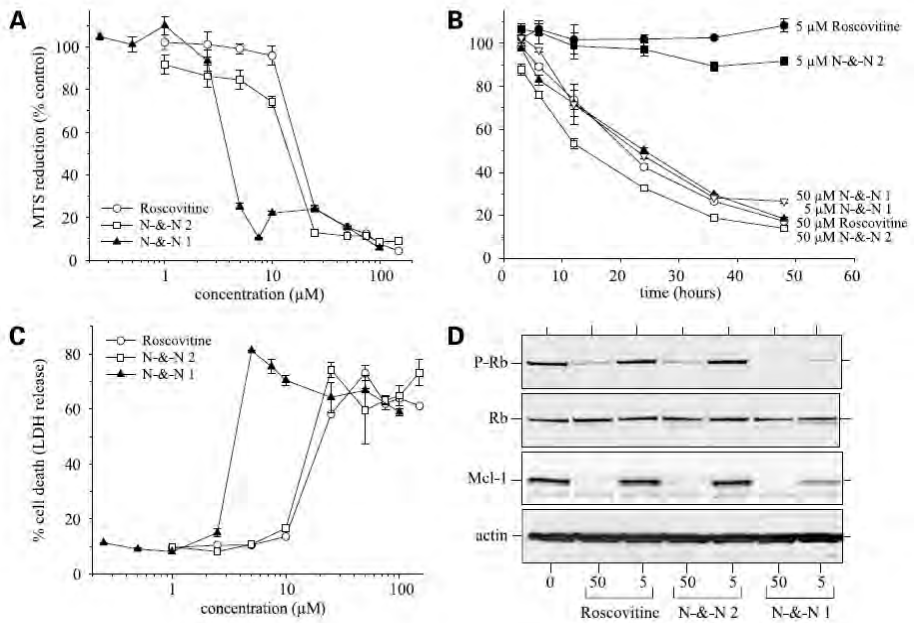 A
MTS reduction (% control)
120
100
80
60
40
20
0
Roscovitine
N-&-N 2
N-&-N 1
1
10
100
concentration (µM)
B
100
80
60
40
20
0
0
10
20
30
40
50
60
time (hours)
5 µM Roscovitine
5 µM N-&-N 2
50 µM N-&-N 1
5 µM N-&-N 1
50 µM Roscovitine
50 µM N-&-N 2
C
% cell death (LDH release)
80
60
40
20
0
Roscovitine
N-&-N 2
N-&-N 1
1
10
100
concentration (µM)
D
P-Rb
Rb
Mcl-1
actin
0 50 5 50 5 50 5
Roscovitine N-&-N 2 N-&-N 1